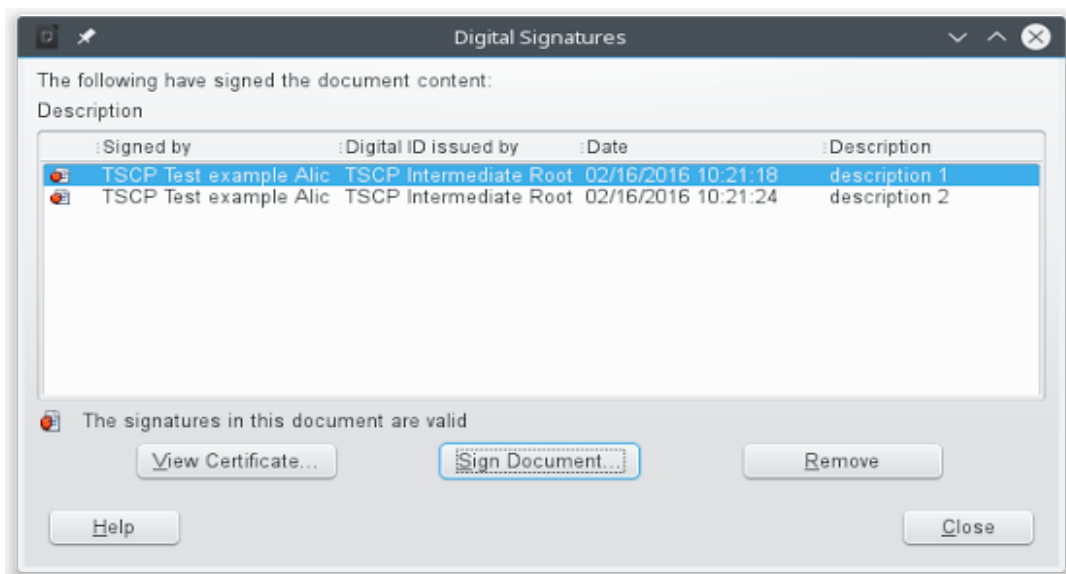 Digital Signatures
The following have signed the document content:
Description
Signed by Digital ID issued by Date Description
TSCP Test example Alic TSCP Intermediate Root 02/16/2016 10:21:18 description 1
TSCP Test example Alic TSCP Intermediate Root 02/16/2016 10:21:24 description 2
The signatures in this document are valid
View Certificate... Sign Document... Remove
Help Close